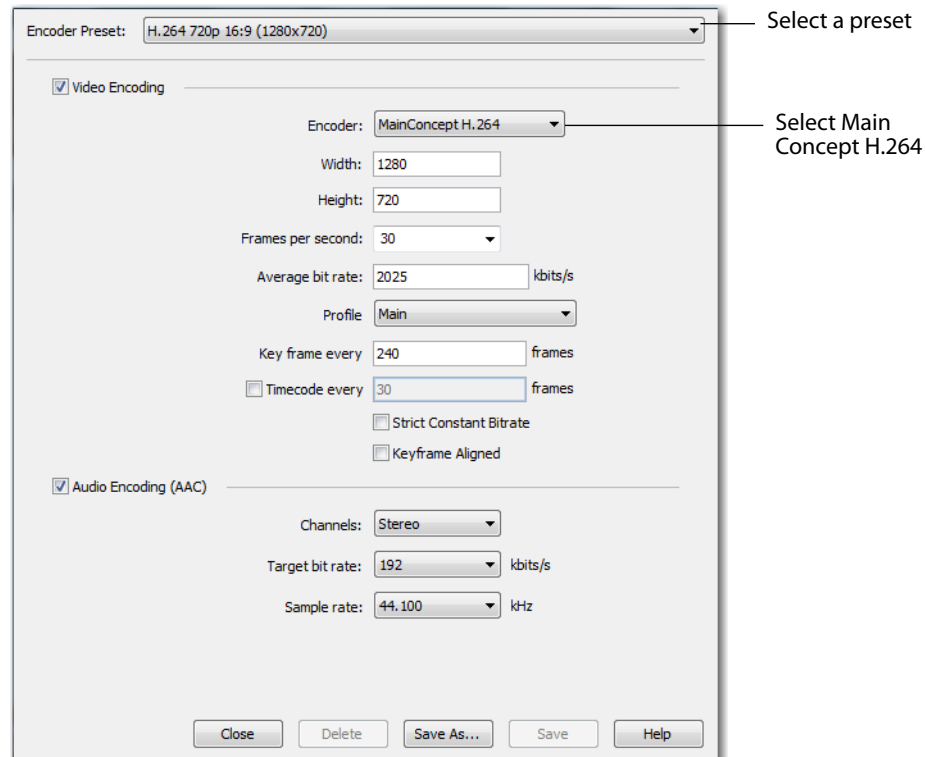 Encoder Preset: H.264 720p 16:9 (1280x720)
Select a preset
Video Encoding
Encoder: MainConcept H.264
Select Main
Concept H.264
Width: 1280
Height: 720
Frames per second: 30
Average bit rate: 2025 kbits/s
Profile Main
Key frame every 240 frames
Timecode every 30 frames
Strict Constant Bitrate
Keyframe Aligned
Audio Encoding (AAC)
Channels: Stereo
Target bit rate: 192 kbits/s
Sample rate: 44.100 kHz
Close Delete Save As... Save Help